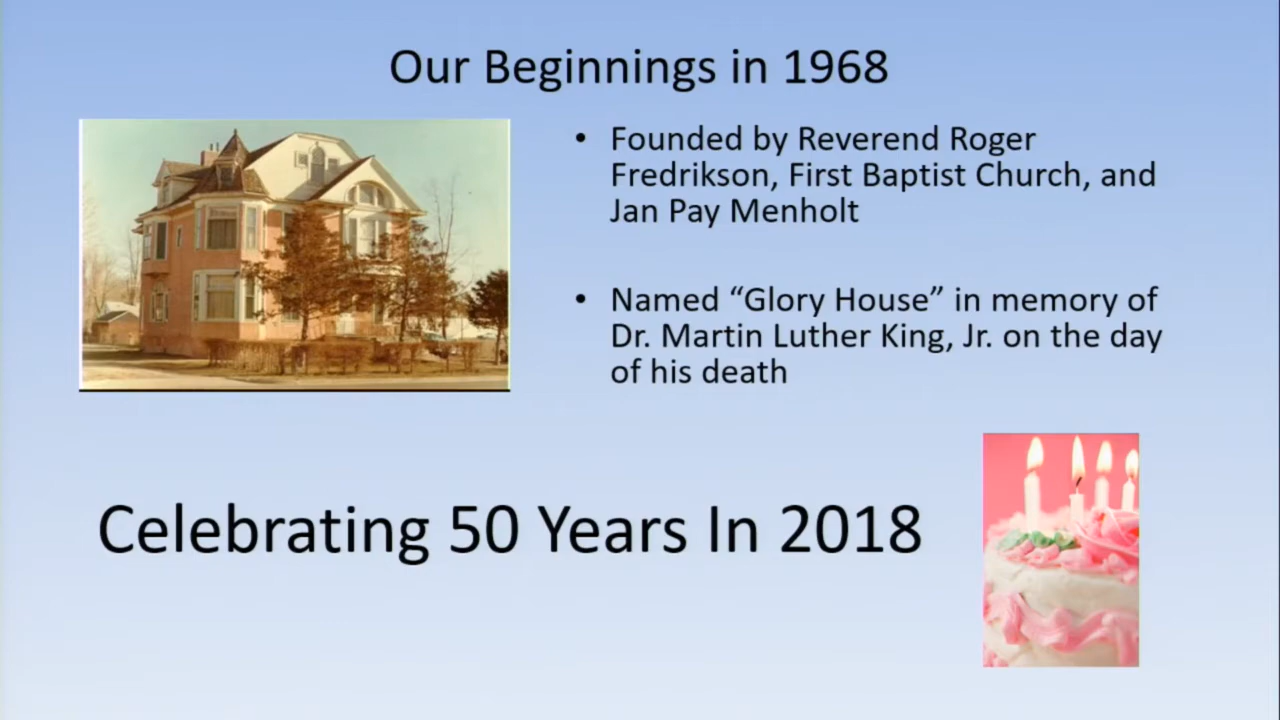 Our Beginnings in 1968
• Founded by Reverend Roger
Fredrikson, First Baptist Church, and
Jan Pay Menholt
• Named “Glory House” in memory of
Dr. Martin Luther King, Jr. on the day
of his death
Celebrating 50 Years In 2018